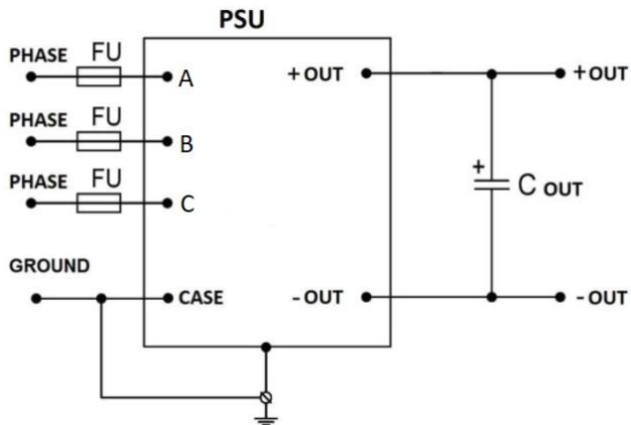 PSU
PHASE FU A
+OUT +OUT
PHASE FU B
PHASE FU C
+ C OUT
GROUND
CASE -OUT -OUT